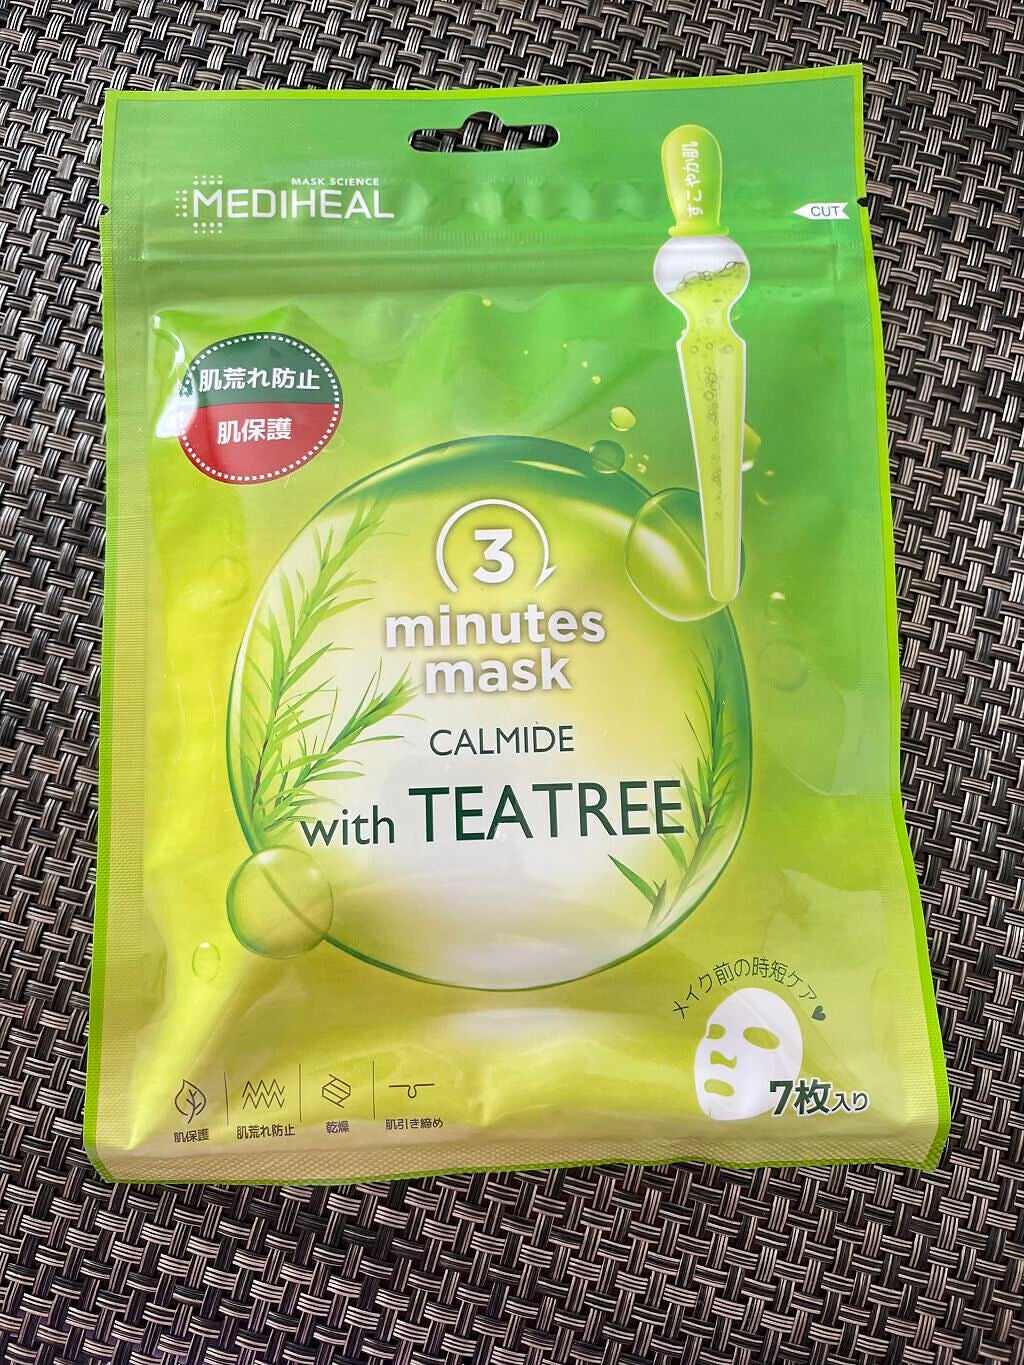 MASK SCIENCE
MEDIHEAL
すこやか肌
CUT
肌荒れ防止
肌保護
3
minutes
mask
CALMIDE
with TEATREE
メイク前の時短ケア♥
7枚入り
肌保護
肌荒れ防止
乾燥
肌引き締め